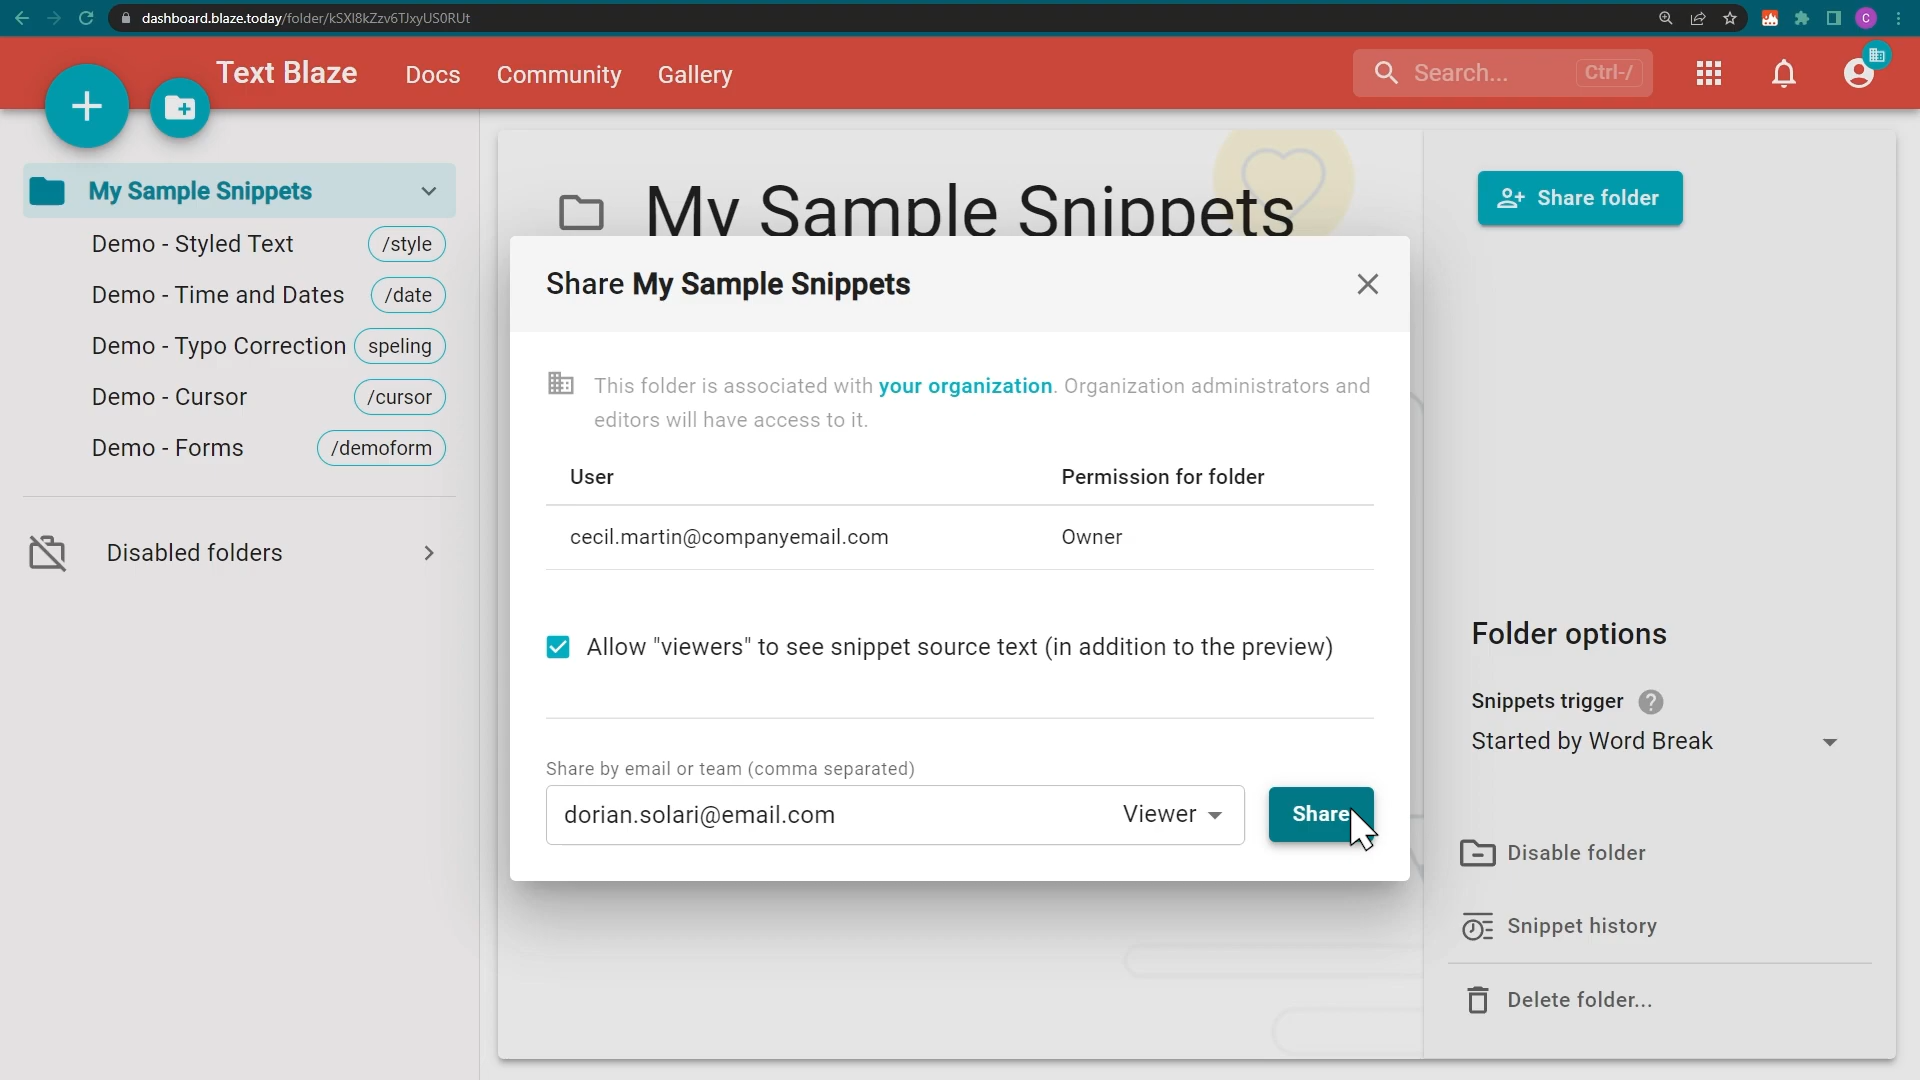 dashboard.blaze.today/folder/kSXI8kZzv6TJxyUS0RUt
C
Text Blaze
Docs
Community
Gallery
Search...
Ctrl-/
My Sample Snippets
Demo - Styled Text
/style
Demo - Time and Dates
/date
Demo - Typo Correction
speling
Demo - Cursor
/cursor
Demo - Forms
/demoform
Disabled folders
My Sample Snippets
Share My Sample Snippets
This folder is associated with your organization. Organization administrators and
editors will have access to it.
User
Permission for folder
cecil.martin@companyemail.com
Owner
Allow "viewers" to see snippet source text (in addition to the preview)
Share by email or team (comma separated)
dorian.solari@email.com
Viewer
Share
Share folder
Folder options
Snippets trigger
?
Started by Word Break
Disable folder
Snippet history
Delete folder...